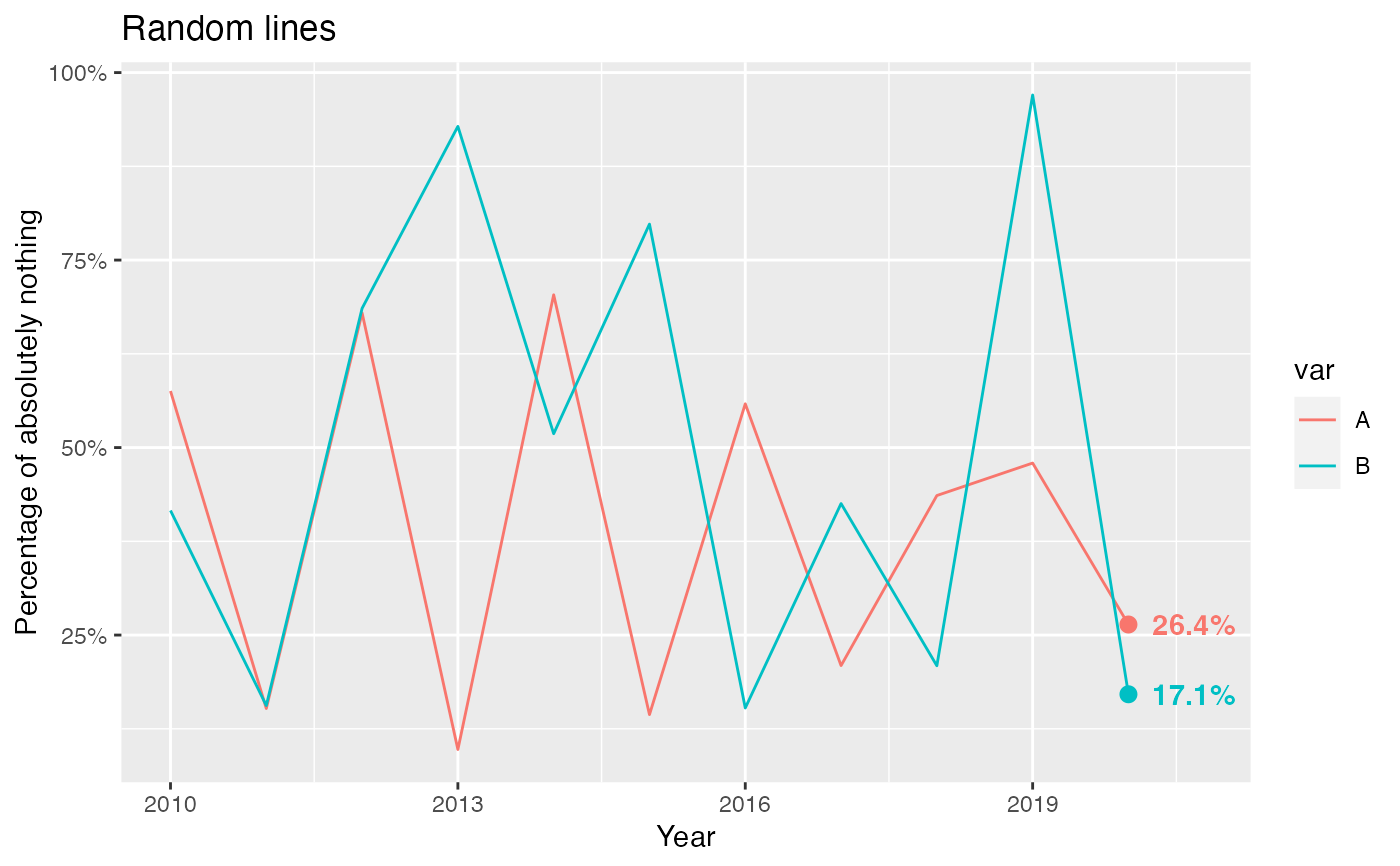 Random lines
Percentage of absolutely nothing
100%
75%
50%
25%
26.4%
17.1%
2010
2013
2016
2019
Year
var
A
B